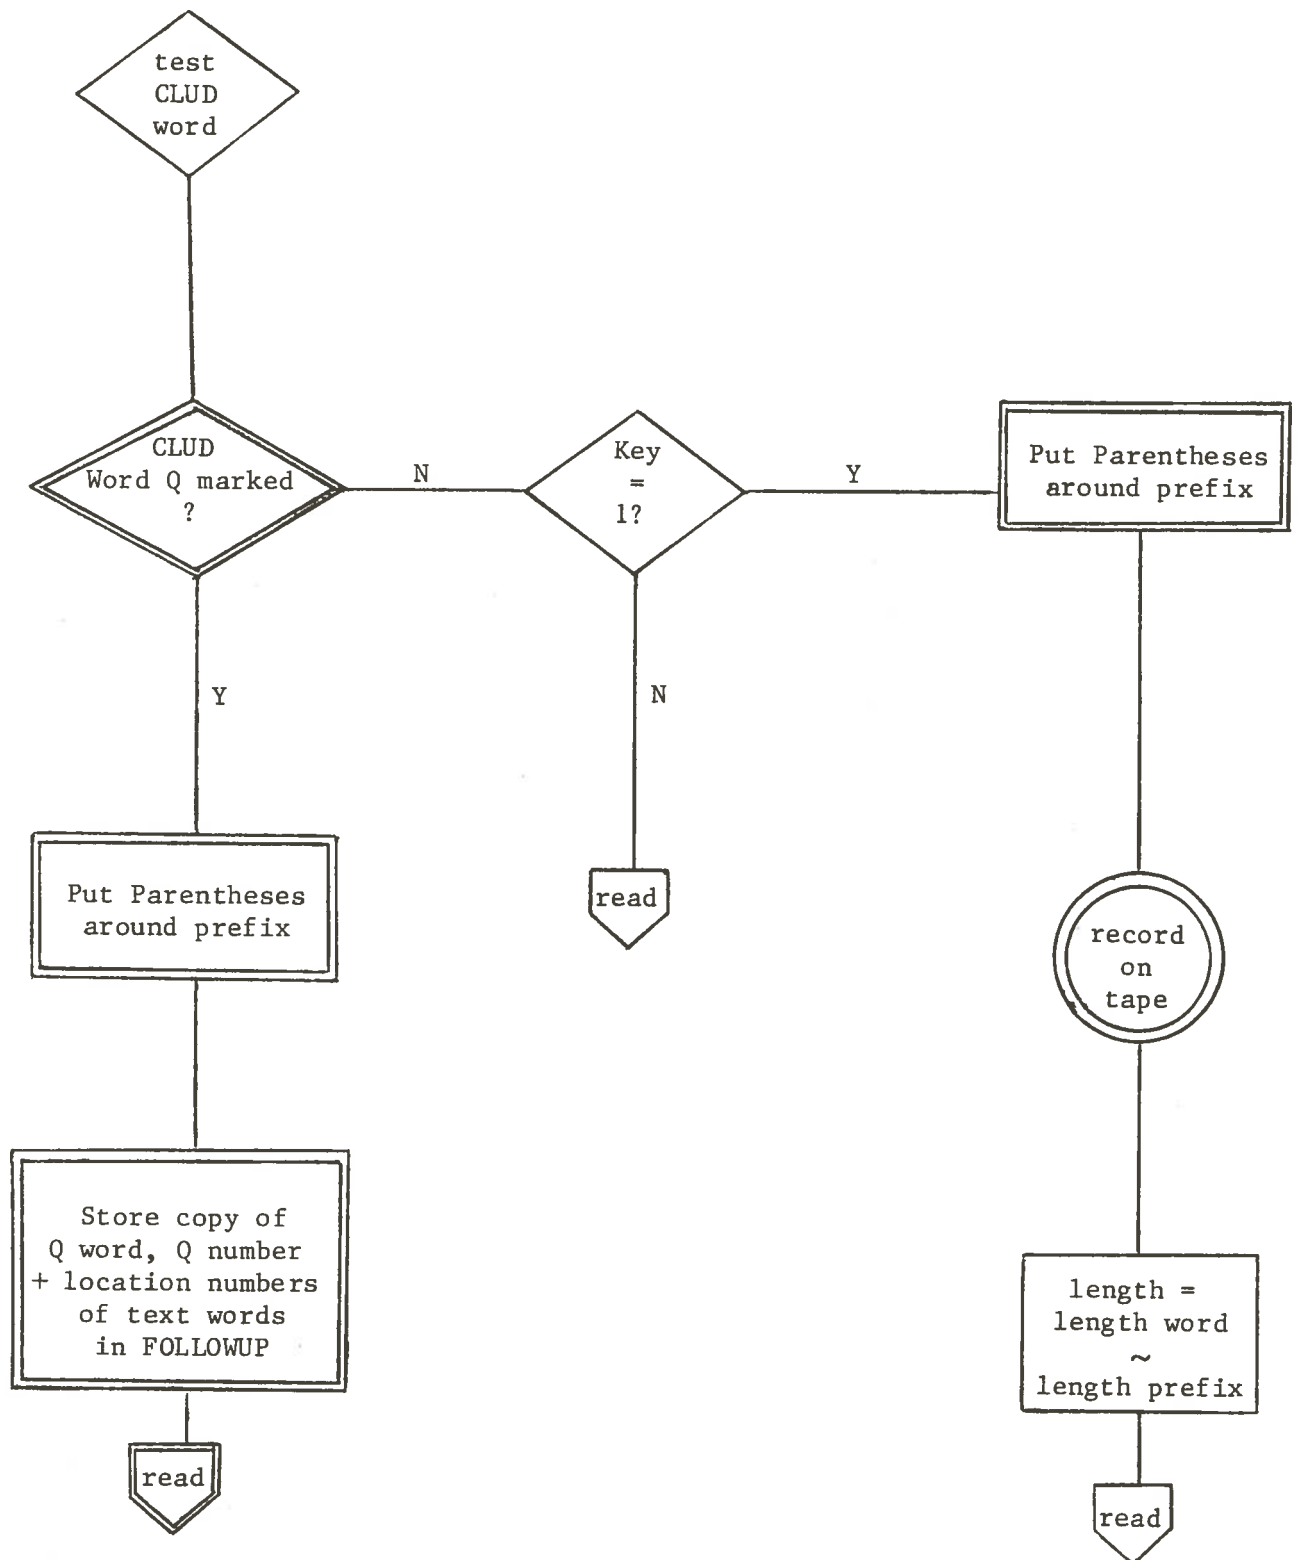 test
CLUD
word
CLUD
Word Q marked
?
N
Key
=
1?
Y
Put Parentheses
around prefix
Y
N
Put Parentheses
around prefix
read
record
on
tape
Store copy of
Q word, Q number
+ location numbers
of text words
in FOLLOWUP
read
length =
length word
~
length prefix
read